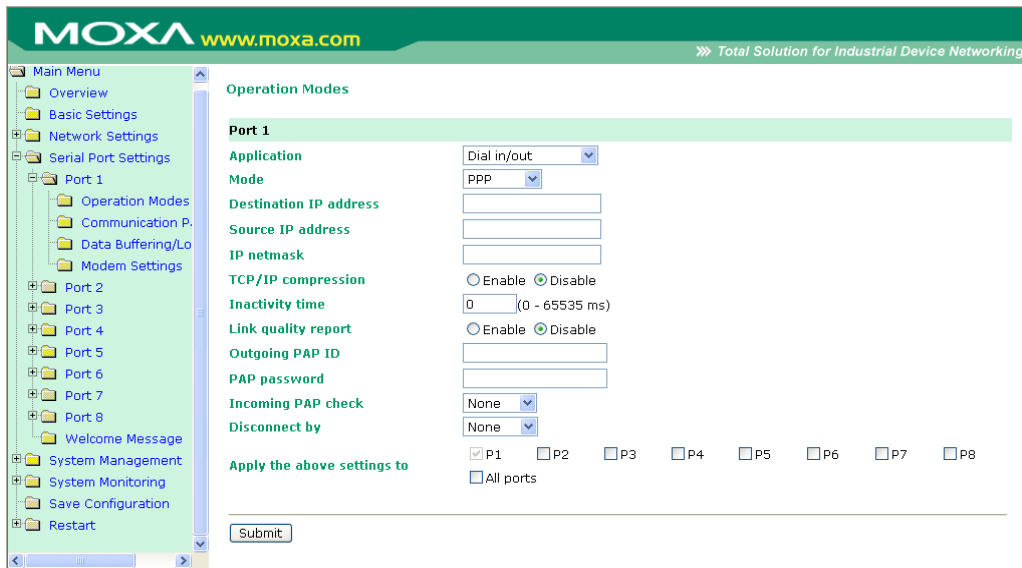 MOXA www.moxa.com
Total Solution for Industrial Device Networking
Main Menu
Overview
Basic Settings
Network Settings
Serial Port Settings
Port 1
Operation Modes
Communication P
Data Buffering/Lo
Modem Settings
Port 2
Port 3
Port 4
Port 5
Port 6
Port 7
Port 8
Welcome Message
System Management
System Monitoring
Save Configuration
Restart
Operation Modes
Port 1
Application Dial in/out
Mode PPP
Destination IP address
Source IP address
IP netmask
TCP/IP compression Enable Disable
Inactivity time 0 (0 - 65535 ms)
Link quality report Enable Disable
Outgoing PAP ID
PAP password
Incoming PAP check None
Disconnect by None
Apply the above settings to P1 P2 P3 P4 P5 P6 P7 P8
All ports
Submit